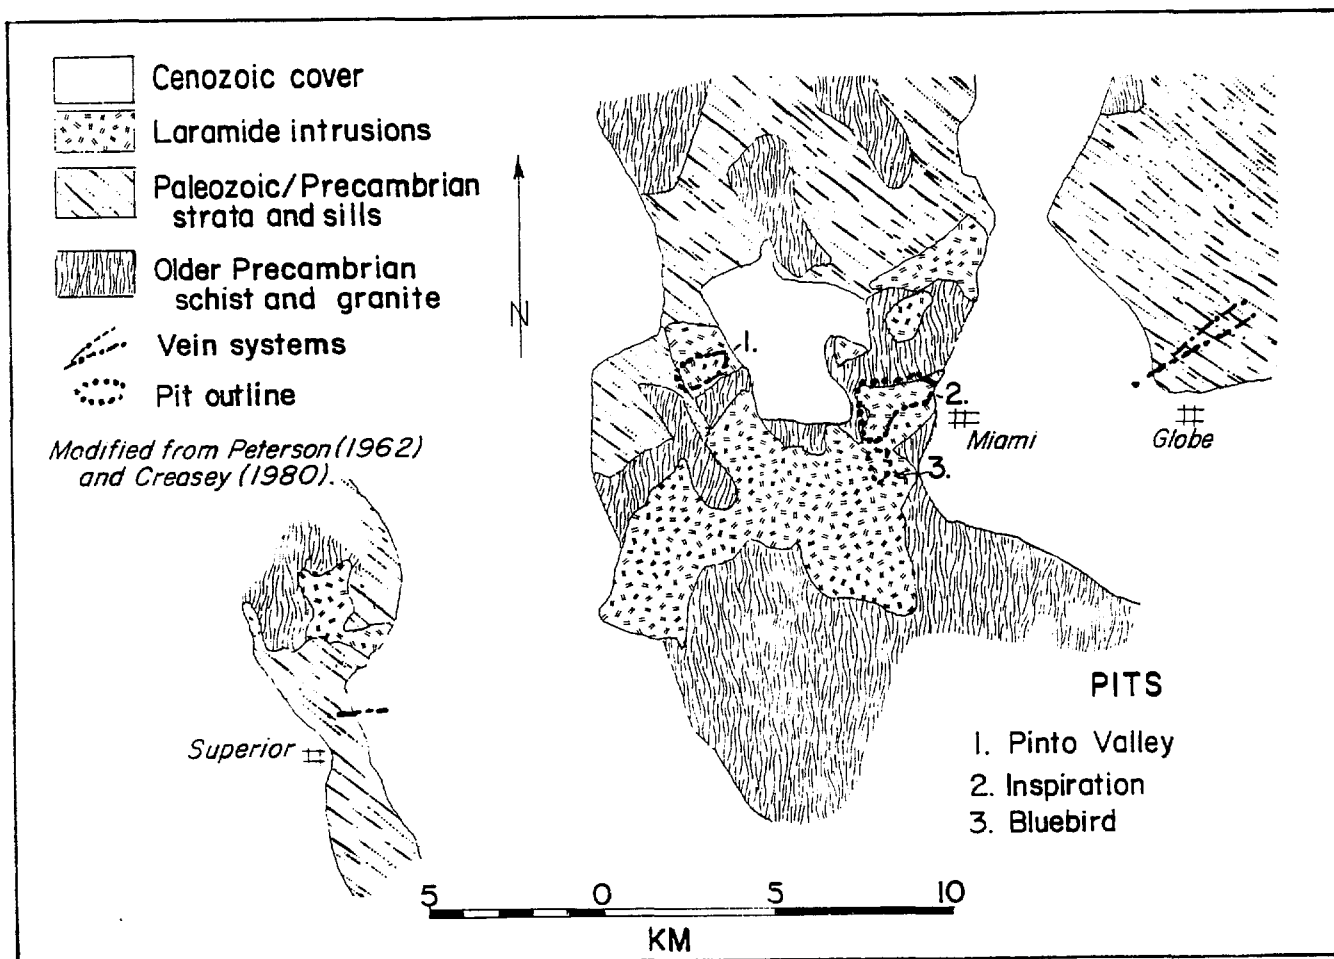 Cenozoic cover
Laramide intrusions
Paleozoic/Precambrian
strata and sills
Older Precambrian
schist and granite
Vein systems
Pit outline
Modified from Peterson (1962)
and Creasey (1980).
N
1.
2.
Miami
Globe
3.
Superior
PITS
1. Pinto Valley
2. Inspiration
3. Bluebird
5 0 5 10
KM